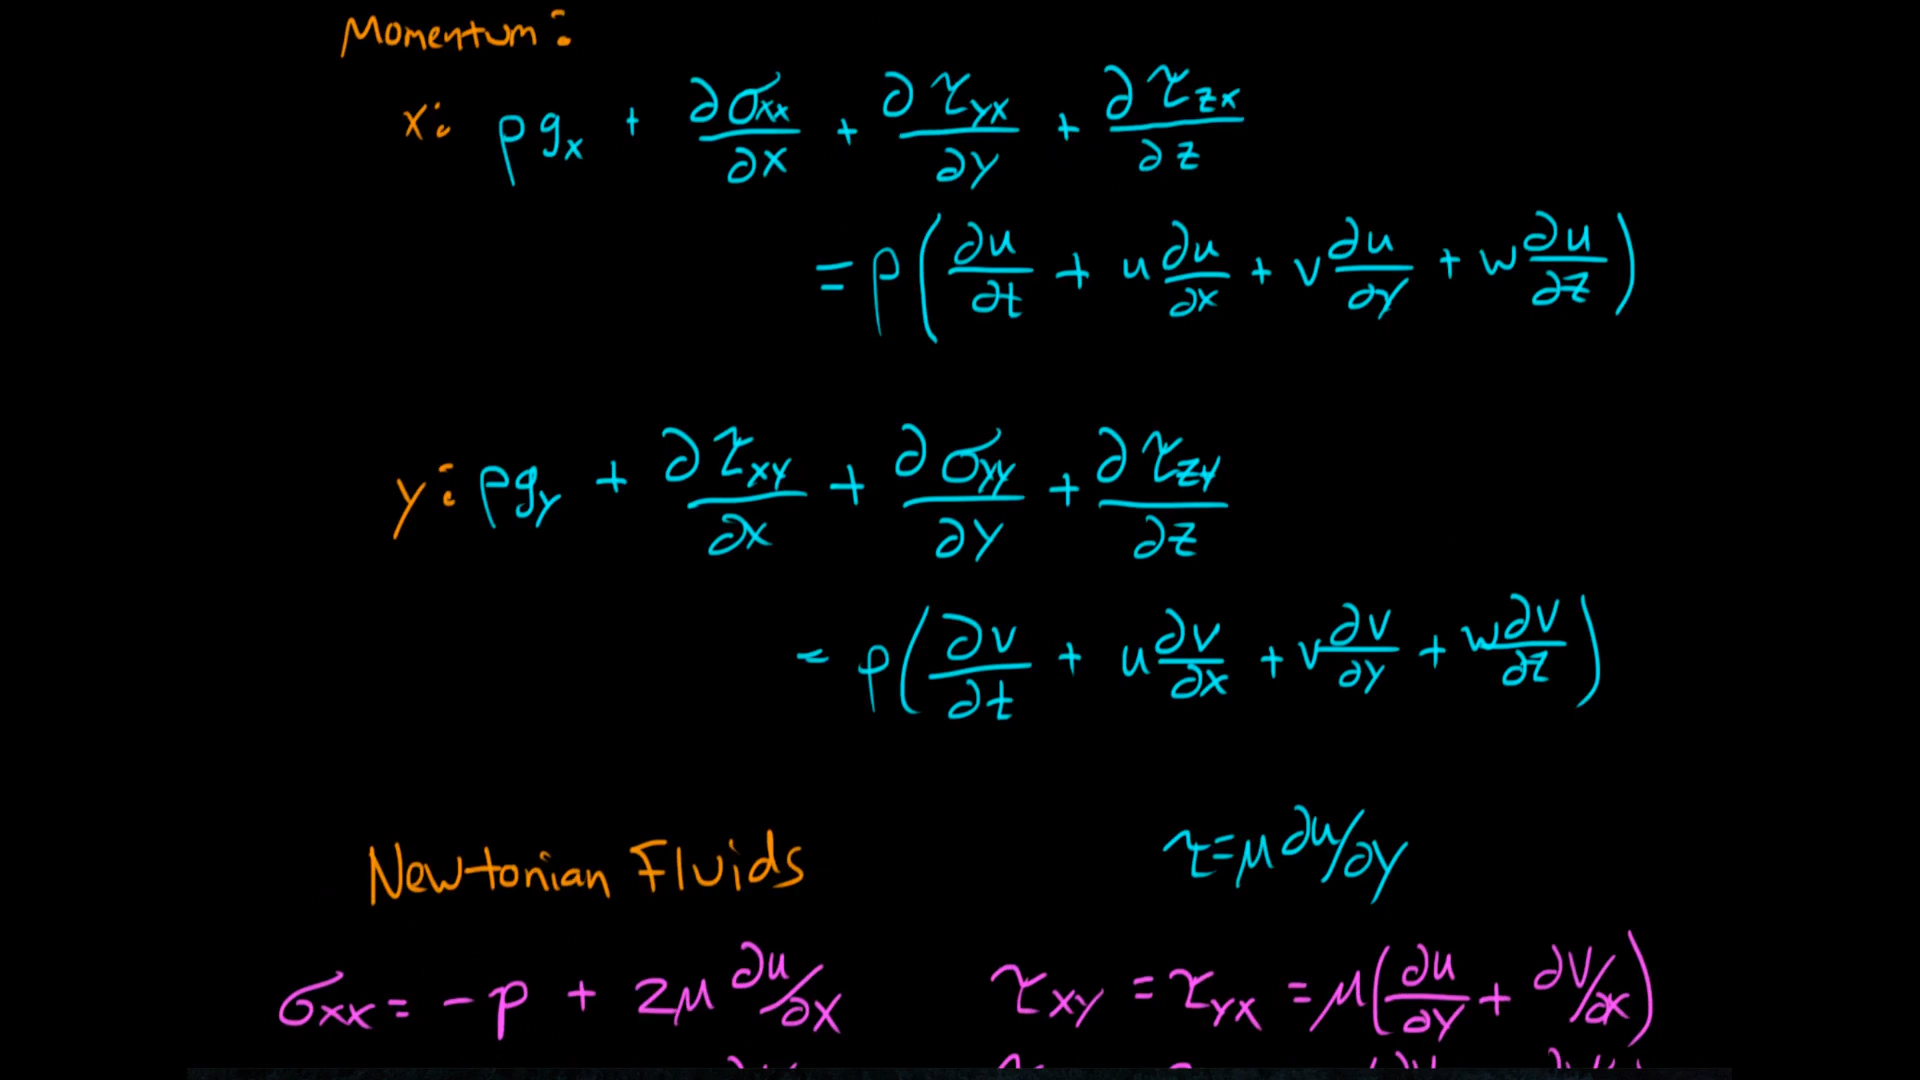 Momentum:
x: ρg_x + ∂σ_xx/∂x + ∂τ_yx/∂y + ∂τ_zx/∂z
= ρ(∂u/∂t + u ∂u/∂x + v ∂u/∂y + w ∂u/∂z)
y: ρg_y + ∂τ_xy/∂x + ∂σ_yy/∂y + ∂τ_zy/∂z
= ρ(∂v/∂t + u ∂v/∂x + v ∂v/∂y + w ∂v/∂z)
Newtonian Fluids
τ=μ ∂u/∂y
σ_xx = -p + 2μ ∂u/∂x
τ_xy = τ_yx = μ(∂u/∂y + ∂v/∂x)